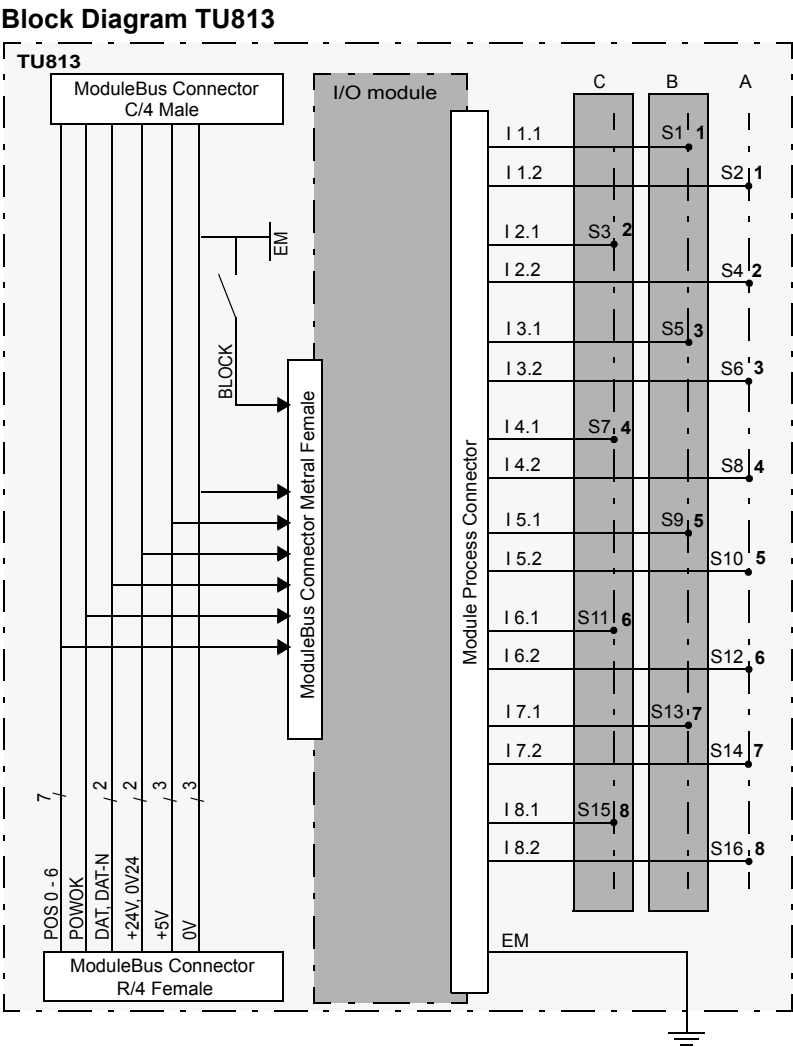 Block Diagram TU813
TU813
ModuleBus Connector
C/4 Male
I/O module
C
B
A
I 1.1
S1
1
I 1.2
S2
1
EM
I 2.1
S3
2
I 2.2
S4
2
I 3.1
S5
3
BLOCK
I 3.2
S6
3
ModuleBus Connector Metral Female
Module Process Connector
I 4.1
S7
4
I 4.2
S8
4
I 5.1
S9
5
I 5.2
S10
5
I 6.1
S11
6
I 6.2
S12
6
I 7.1
S13
7
I 7.2
S14
7
I 8.1
S15
8
I 8.2
S16
8
7
2
2
3
3
POS 0 - 6
POWOK
DAT, DAT-N
+24V, 0V24
+5V
0V
EM
ModuleBus Connector
R/4 Female